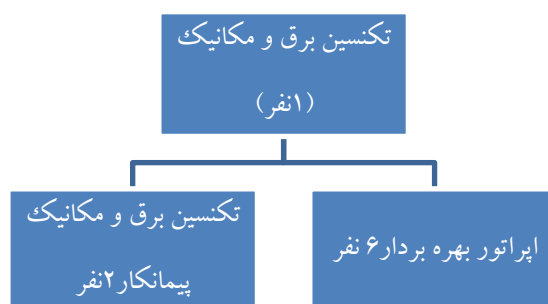 تکنسین برق و مکانیک
(۱نفر)
اپراتور بهره بردار۶ نفر
تکنسین برق و مکانیک
پیمانکار۲نفر